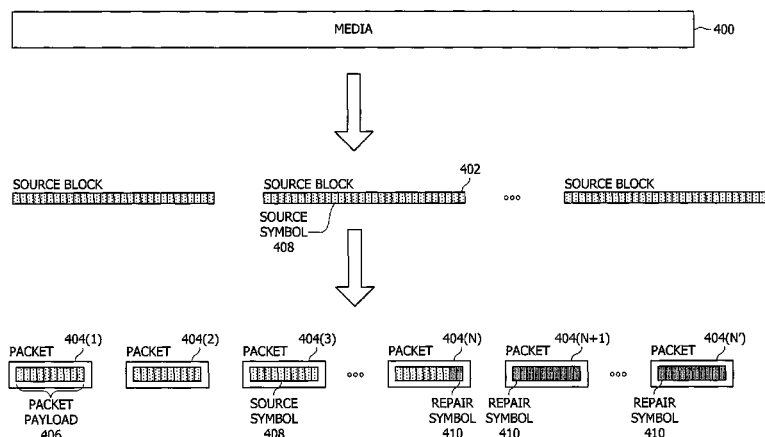 MEDIA
400
SOURCE BLOCK
SOURCE BLOCK
402
SOURCE BLOCK
SOURCE
SYMBOL
408
PACKET
404(1)
PACKET
404(2)
PACKET
404(3)
PACKET
404(N)
PACKET
404(N+1)
PACKET
404(N')
PACKET
PAYLOAD
406
SOURCE
SYMBOL
408
REPAIR
SYMBOL
410
REPAIR
SYMBOL
410
REPAIR
SYMBOL
410